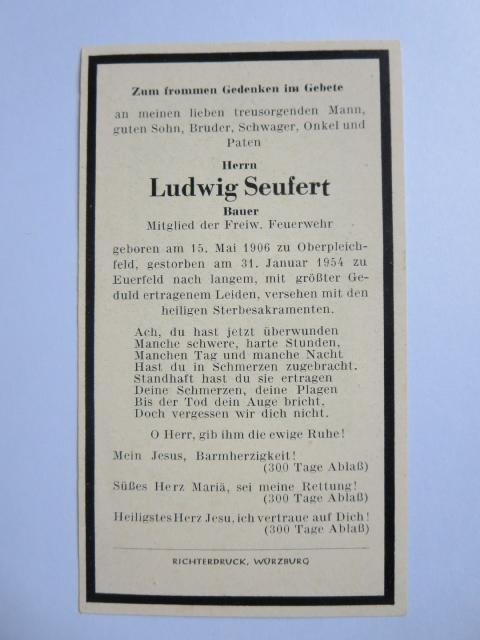 Zum frommen Gedenken im Gebete
an meinen lieben treusorgenden Mann,
guten Sohn, Bruder, Schwager, Onkel und
Paten
Herrn
Ludwig Seufert
Bauer
Mitglied der Freiw. Feuerwehr
geboren am 15. Mai 1906 zu Oberpleich-
feld, gestorben am 31. Januar 1954 zu
Euerfeld nach langem, mit größter Ge-
duld ertragenem Leiden, versehen mit den
heiligen Sterbesakramenten.
Ach, du hast jetzt überwunden
Manche schwere, harte Stunden,
Manchen Tag und manche Nacht
Hast du in Schmerzen zugebracht.
Standhaft hast du sie ertragen
Deine Schmerzen, deine Plagen
Bis der Tod dein Auge bricht,
Doch vergessen wir dich nicht.
O Herr, gib ihm die ewige Ruhe!
Mein Jesus, Barmherzigkeit!
(300 Tage Ablaß)
Süßes Herz Mariä, sei meine Rettung!
(300 Tage Ablaß)
Heiligstes Herz Jesu, ich vertraue auf Dich!
(300 Tage Ablaß)
RICHTERDRUCK, WÜRZBURG